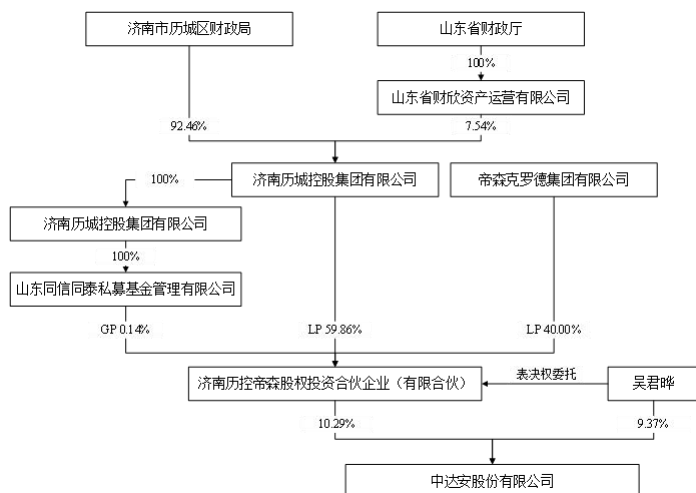 济南市历城区财政局
山东省财政厅
100%
山东省财欣资产运营有限公司
92.46%
7.54%
100%
济南历城控股集团有限公司
帝森克罗德集团有限公司
济南历城控股集团有限公司
100%
山东同信同泰私募基金管理有限公司
GP 0.14%
LP 59.86%
LP 40.00%
济南历控帝森股权投资合伙企业（有限合伙）
表决权委托
吴君晔
10.29%
9.37%
中达安股份有限公司